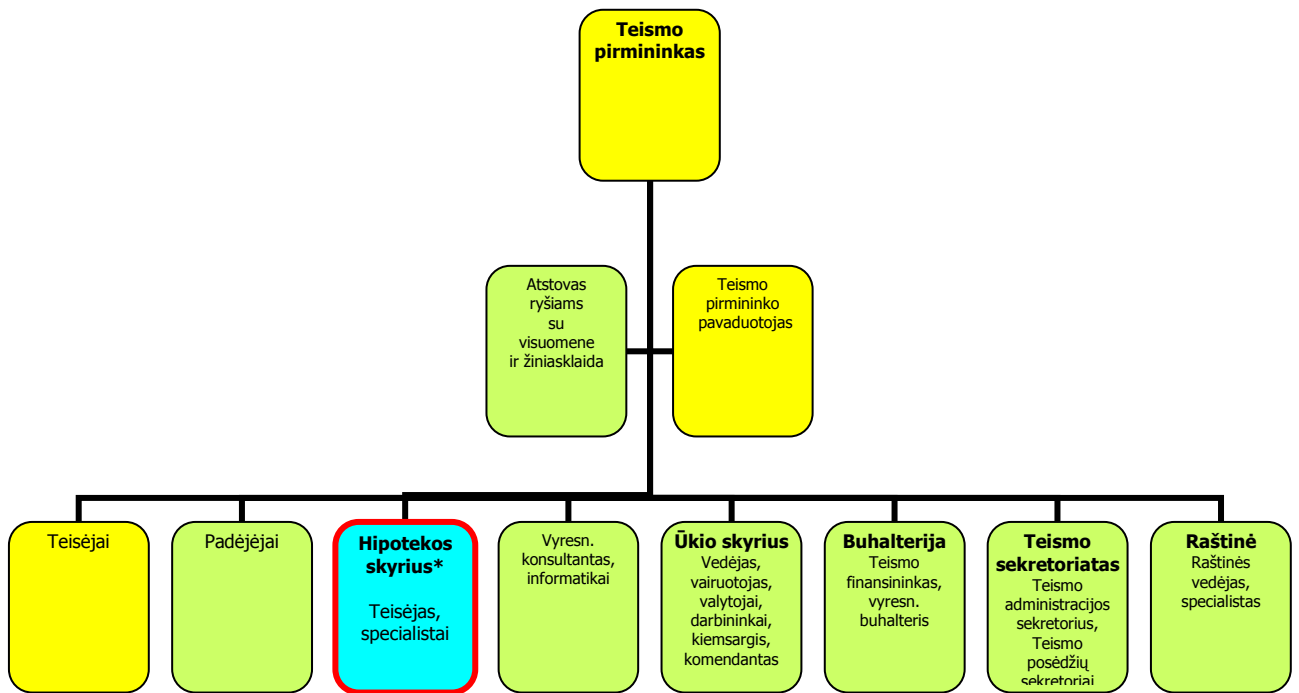 Teismo
pirmininkas
Atstovas
ryšiams
su
visuomene
ir žiniasklaida
Teismo
pirmininko
pavaduotojas
Teisėjai
Padėjėjai
Hipotekos
skyrius*
Teisėjas,
specialistai
Vyresn.
konsultantas,
informatikai
Ūkio skyrius
Vedėjas,
vairuotojas,
valytojai,
darbininkai,
kiemsargis,
komendantas
Buhalterija
Teismo
finansininkas,
vyresn.
buhalteris
Teismo
sekretoriatas
Teismo
administracijos
sekretorius,
Teismo
posėdžių
sekretoriai
Raštinė
Raštinės
vedėjas,
specialistas